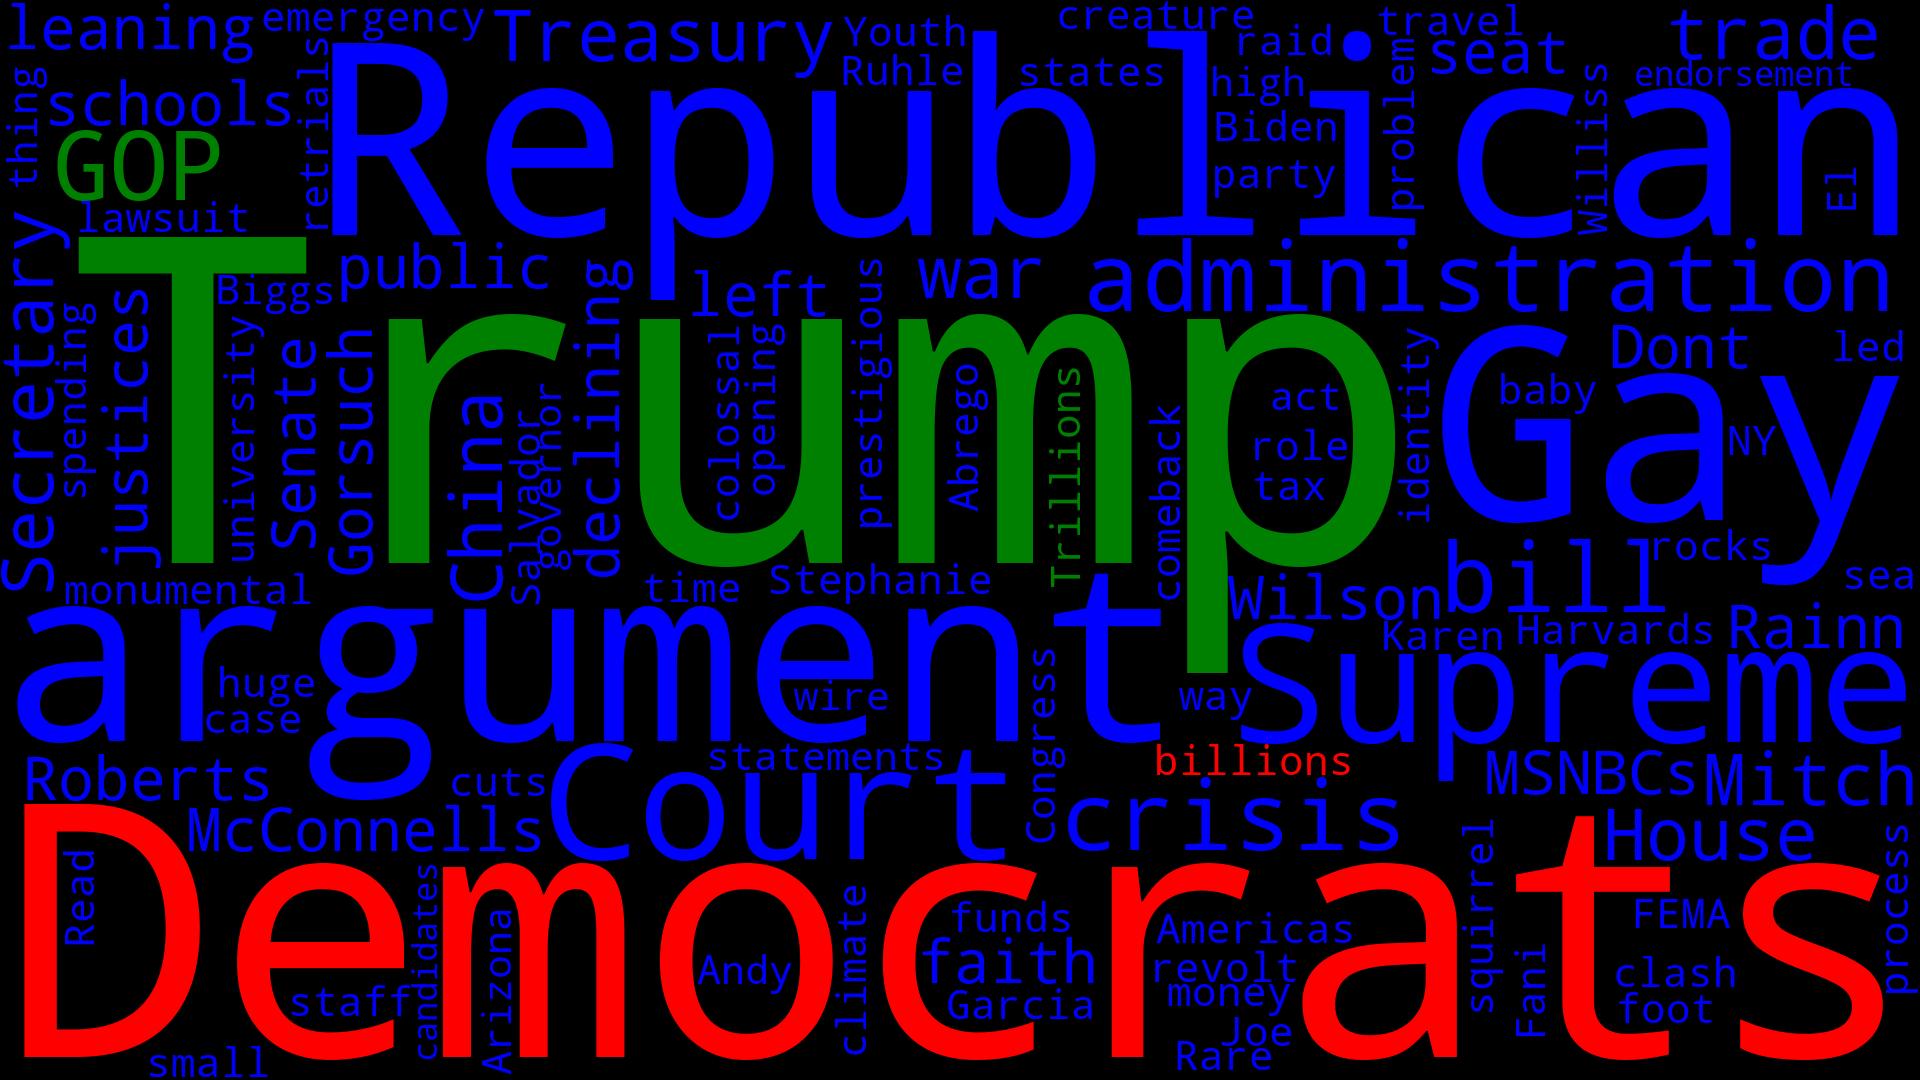 leaning
emergency
Treasury
Youth
creature
travel
trade
thing
schools
retrials
Republican
Ruhle
states
raid
high
problem
seat
endorsement
GOP
Biden
party
Williss
El
lawsuit
Secretary
Trump
Biggs
public
declining
left
prestigious
war
administration
spending
justices
university
Senate
Gorsuch
China
Salvador
governor
colossal
opening
Abrego
Trillions
comeback
act
role
tax
identity
Gay
Dont
baby
led
NY
monumental
time
Stephanie
Wilson
bill
rocks
sea
argument
Karen
Harvards
Rainn
huge
case
wire
Congress
way
Supreme
Roberts
cuts
Court
statements
billions
crisis
MSNBCs
Mitch
McConnells
House
Democrats
Read
staff
candidates
Arizona
Andy
climate
funds
faith
Garcia
Americas
revolt
money
Joe
Rare
squirrel
Fani
FEMA
clash
foot
process
small